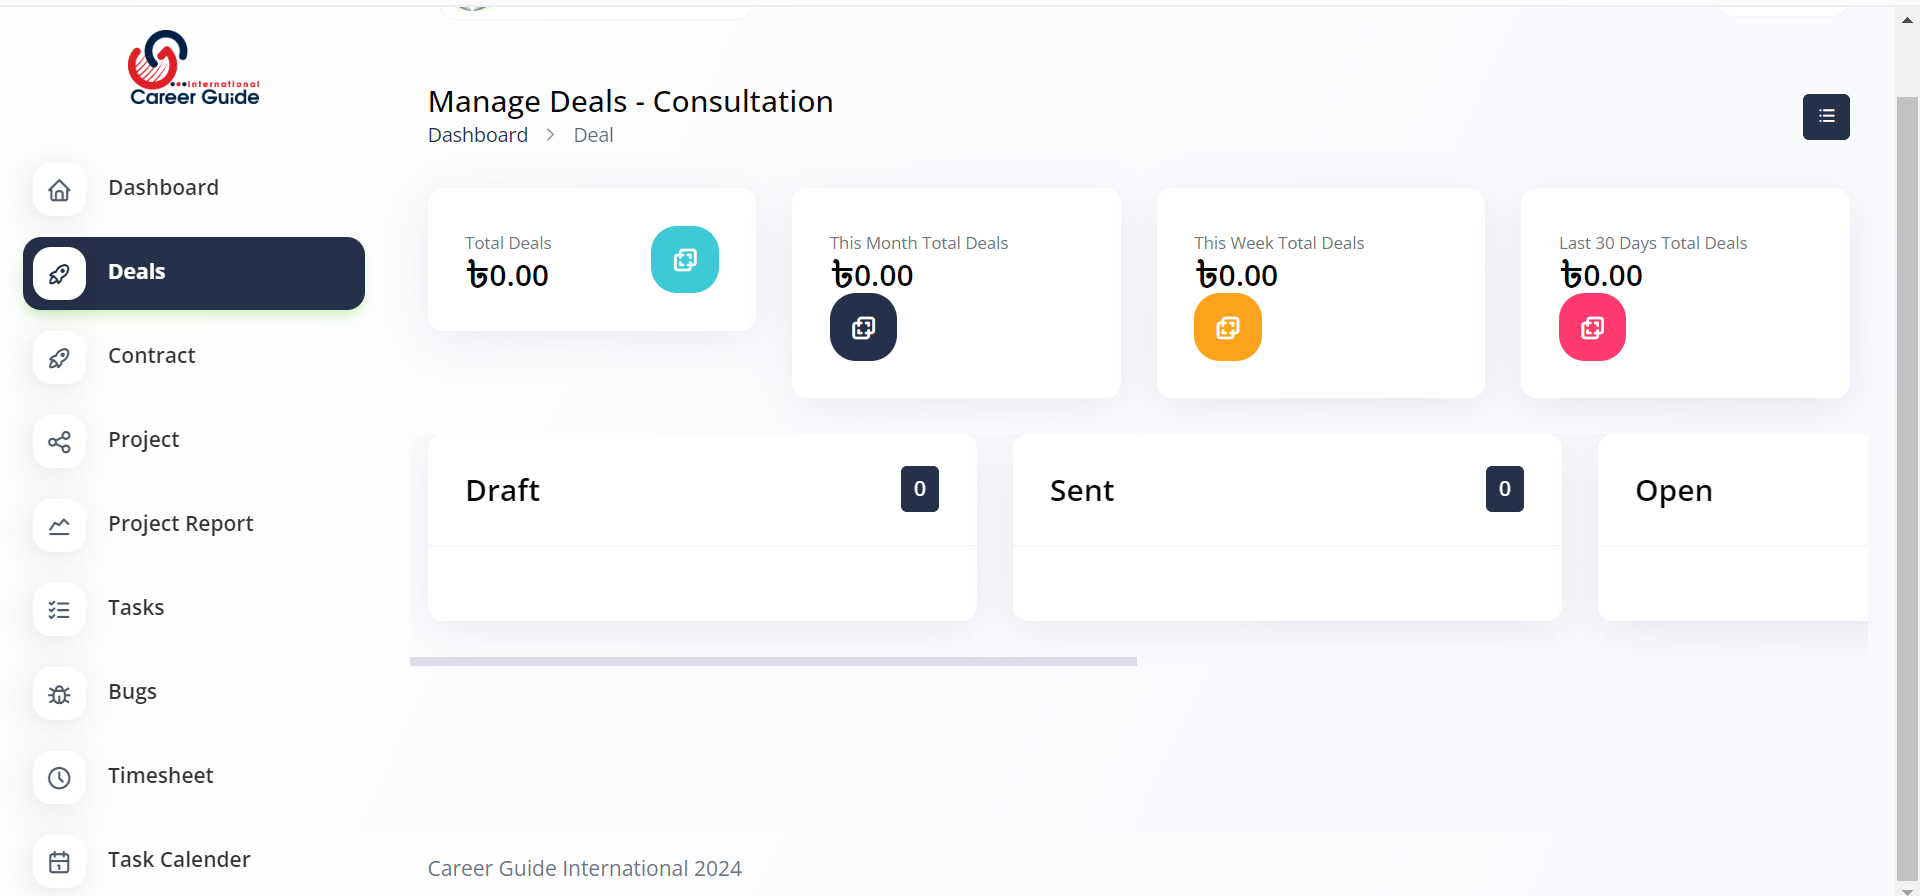 International
Career Guide
Manage Deals - Consultation
Dashboard > Deal
Dashboard
Deals
Contract
Project
Project Report
Tasks
Bugs
Timesheet
Task Calender
Total Deals
৳0.00
This Month Total Deals
৳0.00
This Week Total Deals
৳0.00
Last 30 Days Total Deals
৳0.00
Draft 0
Sent 0
Open
Career Guide International 2024